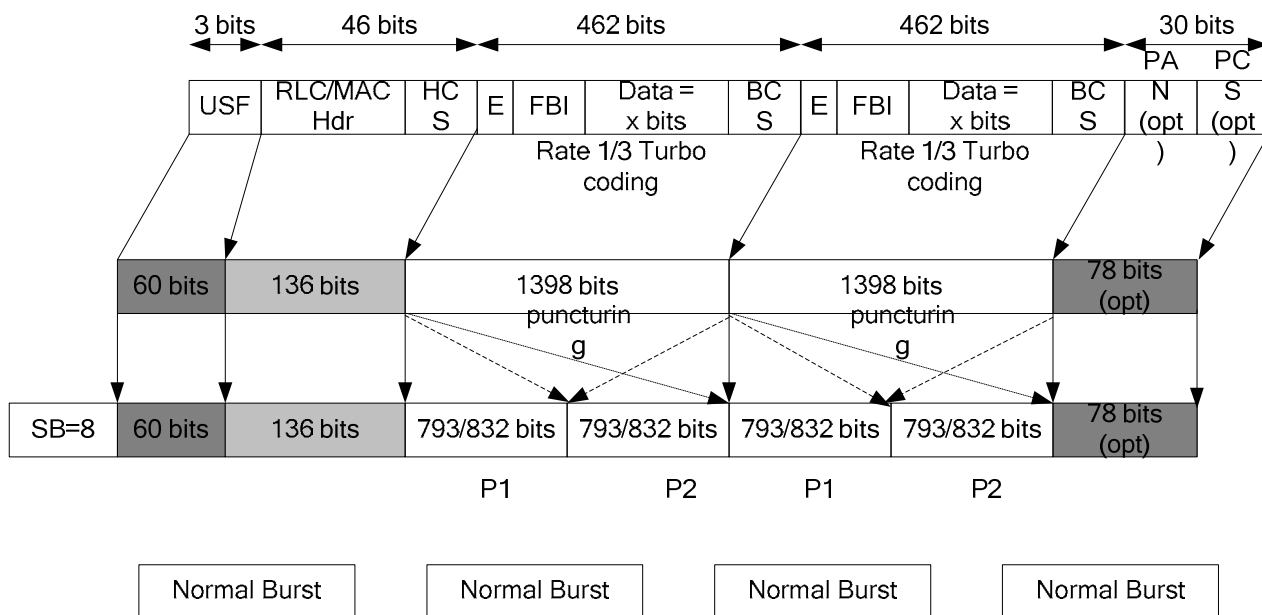 3 bits 46 bits 462 bits 462 bits 30 bits
USF
RLC/MAC
Hdr
HC
S
E
FBI
Data =
x bits
BC
S
E
FBI
Data =
x bits
BC
S
PA
N
(opt
)
PC
S
(opt
)
Rate 1/3 Turbo
coding
Rate 1/3 Turbo
coding
60 bits
136 bits
1398 bits
puncturin
g
1398 bits
puncturin
g
78 bits
(opt)
SB=8
60 bits
136 bits
793/832 bits
793/832 bits
793/832 bits
793/832 bits
78 bits
(opt)
P1 P2 P1 P2
Normal Burst Normal Burst Normal Burst Normal Burst